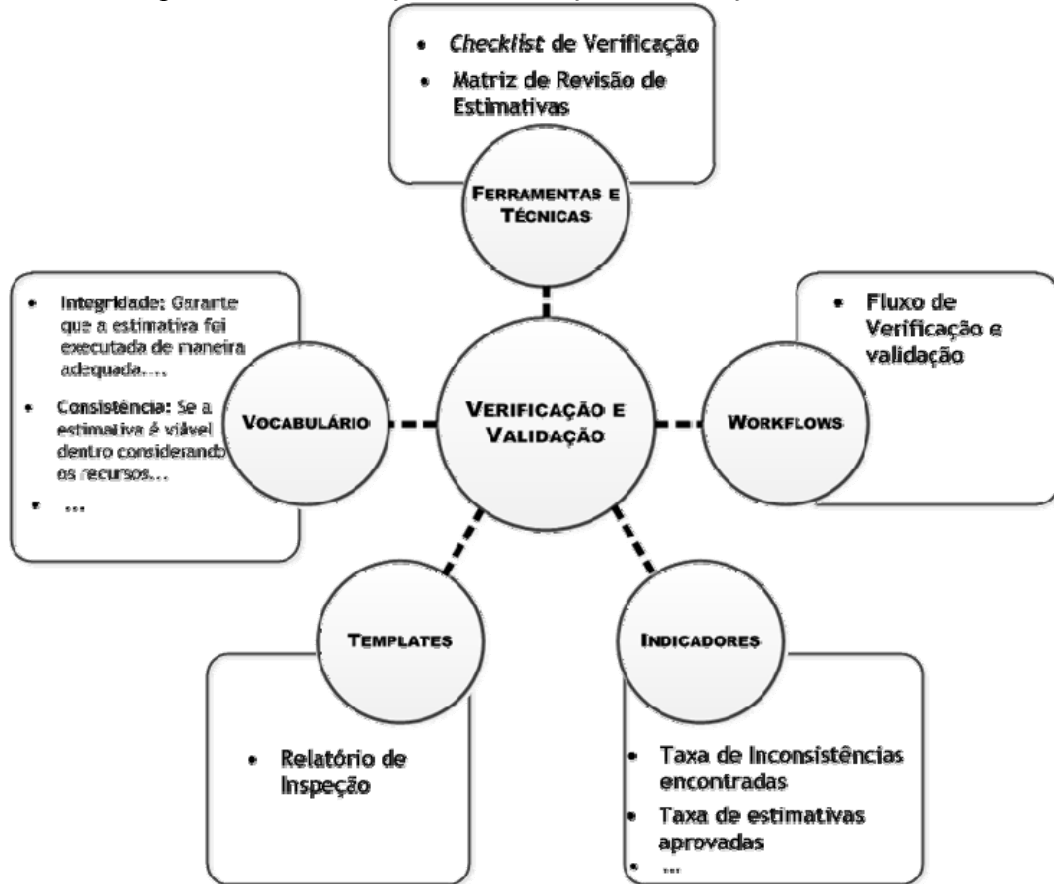 • Checklist de Verificação
• Matriz de Revisão de
Estimativas
FERRAMENTAS E
TÉCNICAS
• Integridade: Garante
que a estimativa foi
executada de maneira
adequada....
• Consistência: Se a
estimativa é viável
dentro considerando
os recursos...
• ...
VOCABULÁRIO
VERIFICAÇÃO E
VALIDAÇÃO
• Fluxo de
Verificação e
validação
WORKFLOWS
TEMPLATES
• Relatório de
Inspeção
INDICADORES
• Taxa de Inconsistências
encontradas
• Taxa de estimativas
aprovadas
• ...